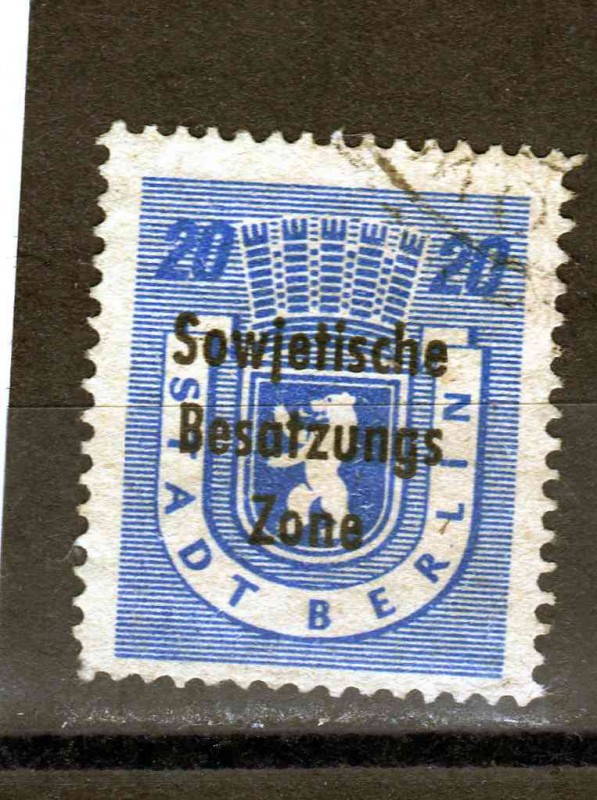 20 20
Sowjetische
Besatzungs
Zone
STADT BERLIN